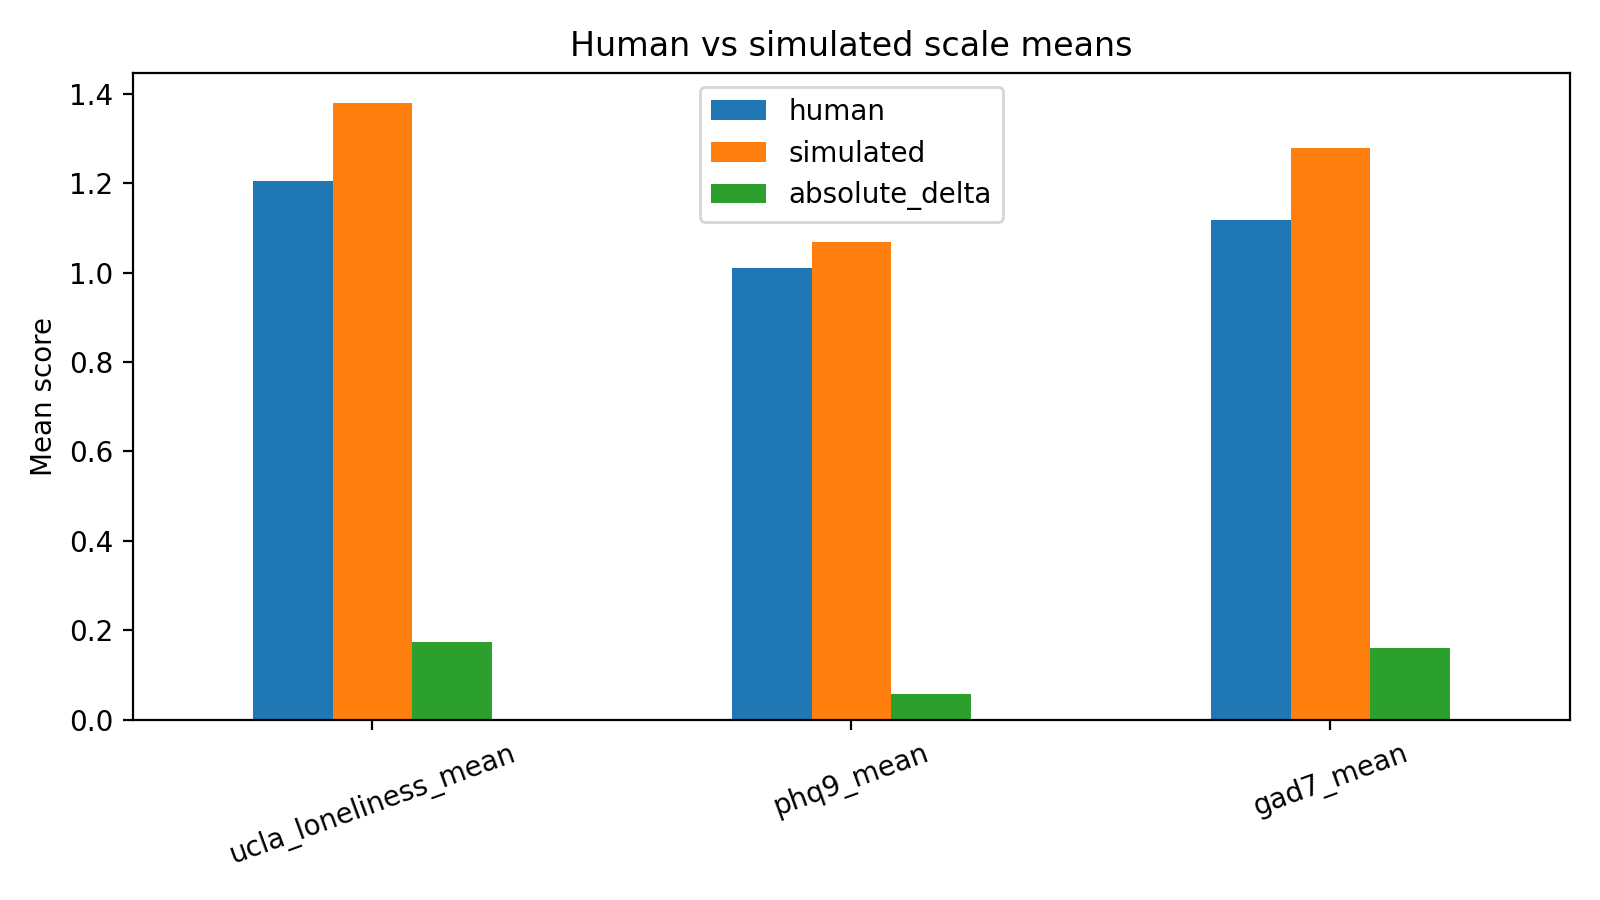 Human vs simulated scale means
human
simulated
absolute_delta
Mean score
1.4
1.2
1.0
0.8
0.6
0.4
0.2
0.0
ucla_loneliness_mean
phq9_mean
gad7_mean